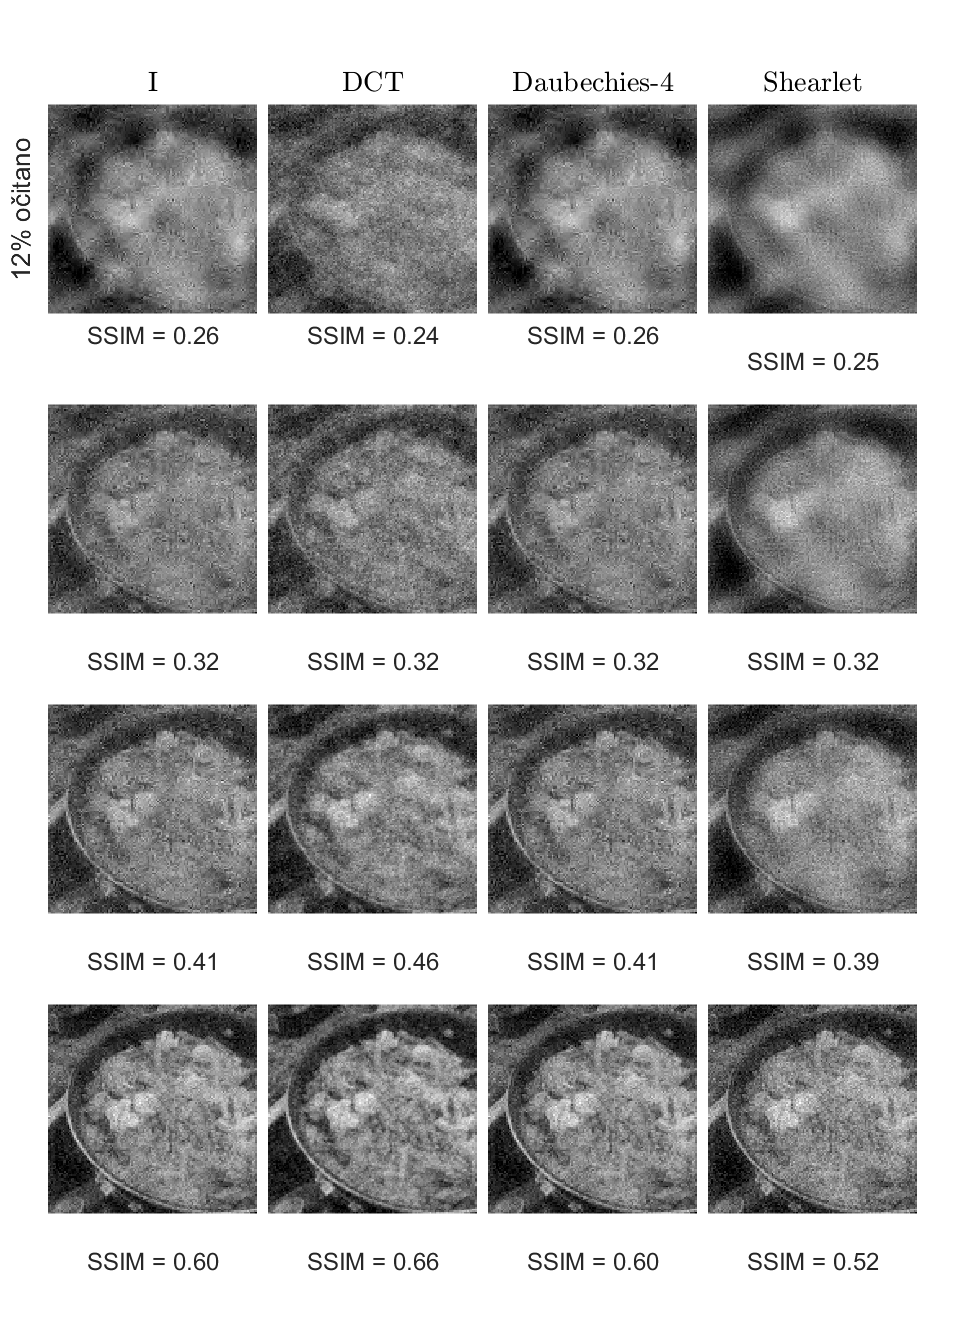 I DCT Daubechies-4 Shearlet
12% očitano
SSIM = 0.26 SSIM = 0.24 SSIM = 0.26 SSIM = 0.25
SSIM = 0.32 SSIM = 0.32 SSIM = 0.32 SSIM = 0.32
SSIM = 0.41 SSIM = 0.46 SSIM = 0.41 SSIM = 0.39
SSIM = 0.60 SSIM = 0.66 SSIM = 0.60 SSIM = 0.52